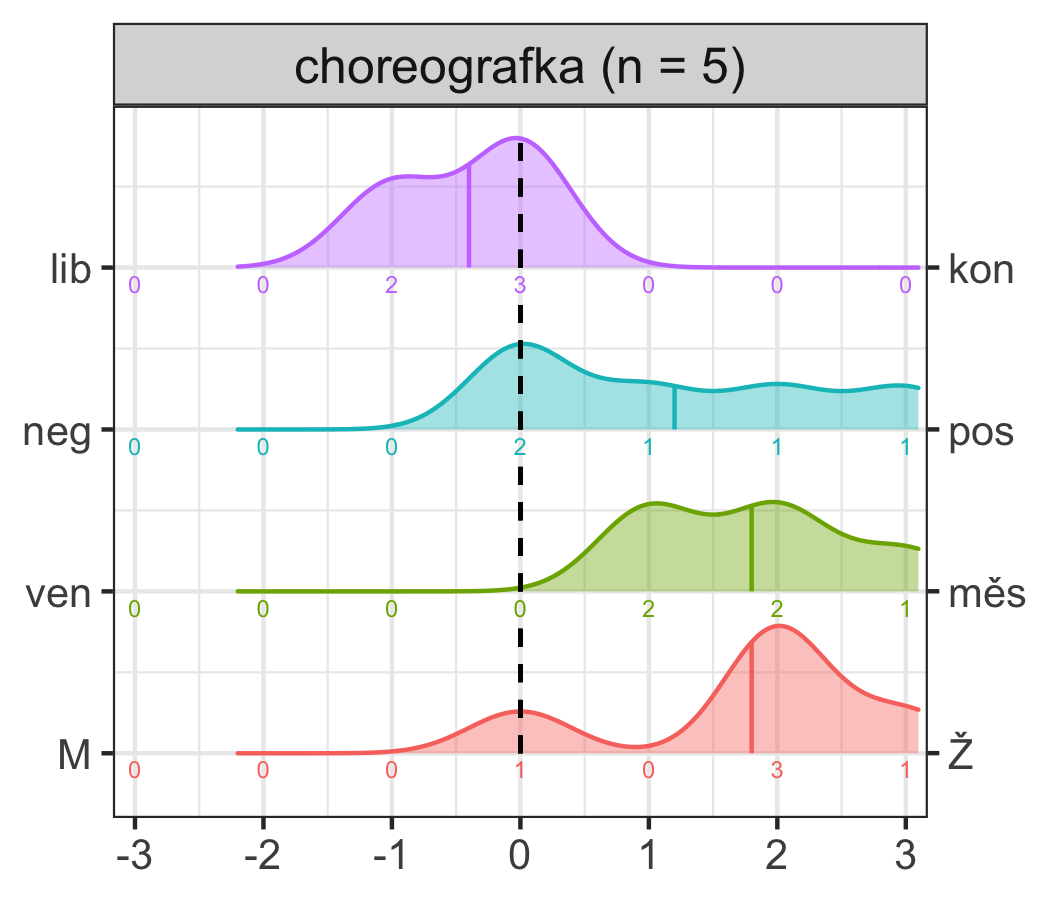 choreografka (n = 5)
lib kon
0 0 2 3 0 0 0
neg pos
0 0 0 2 1 1 1
ven měs
0 0 0 0 2 2 1
M Ž
0 0 0 1 0 3 1
-3 -2 -1 0 1 2 3